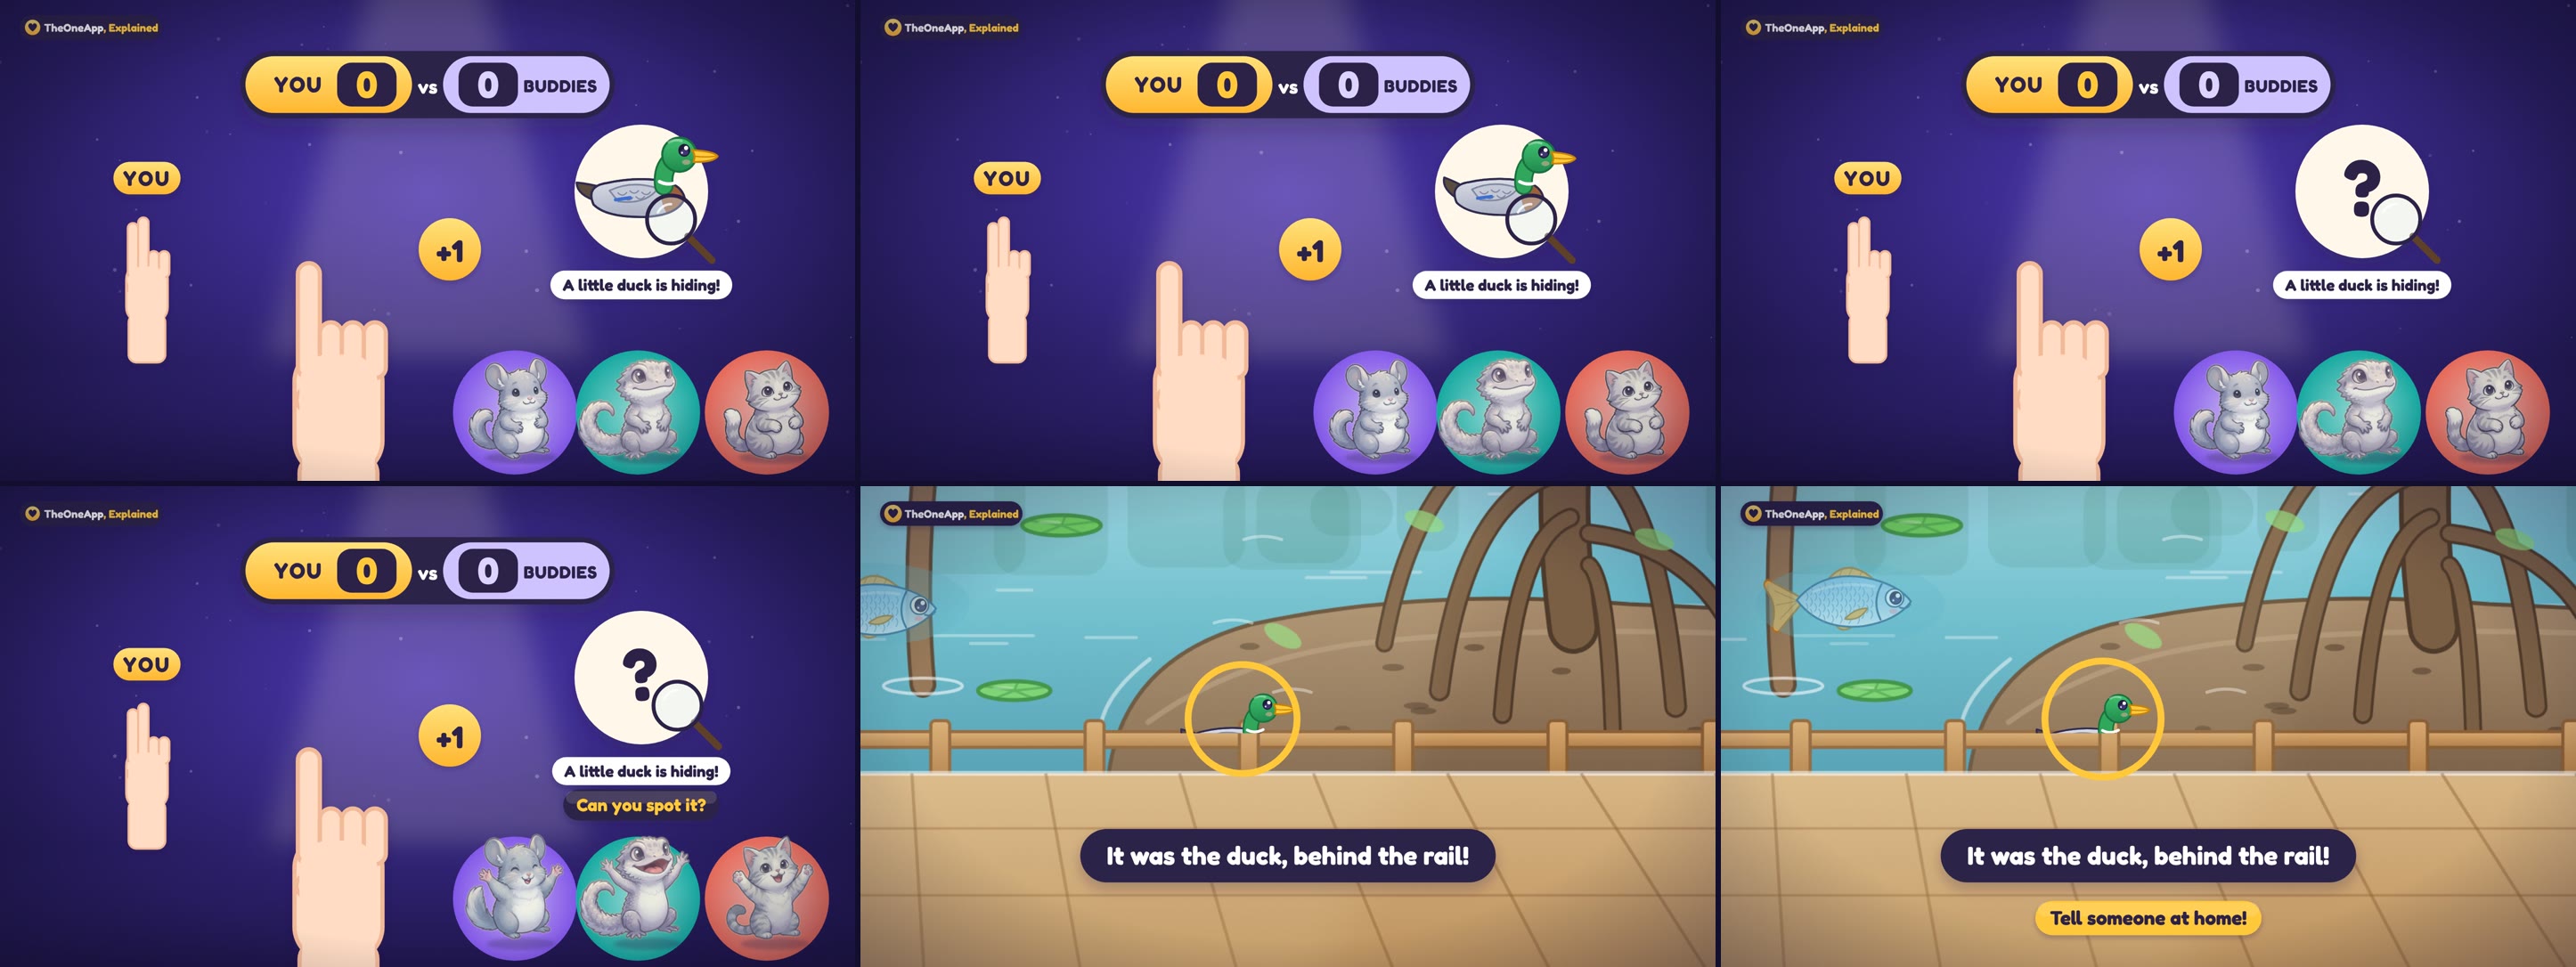 TheOneApp, Explained
YOU 0 vs 0 BUDDIES
YOU
+1
A little duck is hiding!
TheOneApp, Explained
YOU 0 vs 0 BUDDIES
YOU
+1
A little duck is hiding!
TheOneApp, Explained
YOU 0 vs 0 BUDDIES
?
YOU
+1
A little duck is hiding!
TheOneApp, Explained
YOU 0 vs 0 BUDDIES
YOU
?
+1
A little duck is hiding!
Can you spot it?
TheOneApp, Explained
It was the duck, behind the rail!
TheOneApp, Explained
It was the duck, behind the rail!
Tell someone at home!